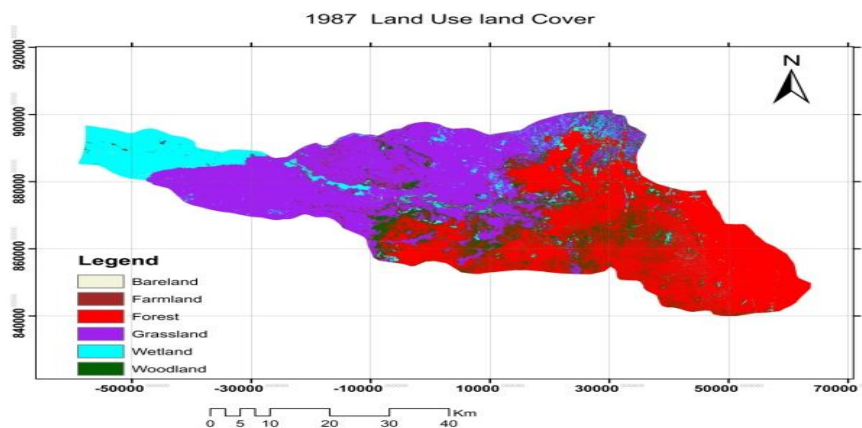 1987 Land Use land Cover
N
920000
900000
880000
860000
840000
Legend
Bareland
Farmland
Forest
Grassland
Wetland
Woodland
-50000 -30000 -10000 10000 30000 50000 70000
0 5 10 20 30 40 Km